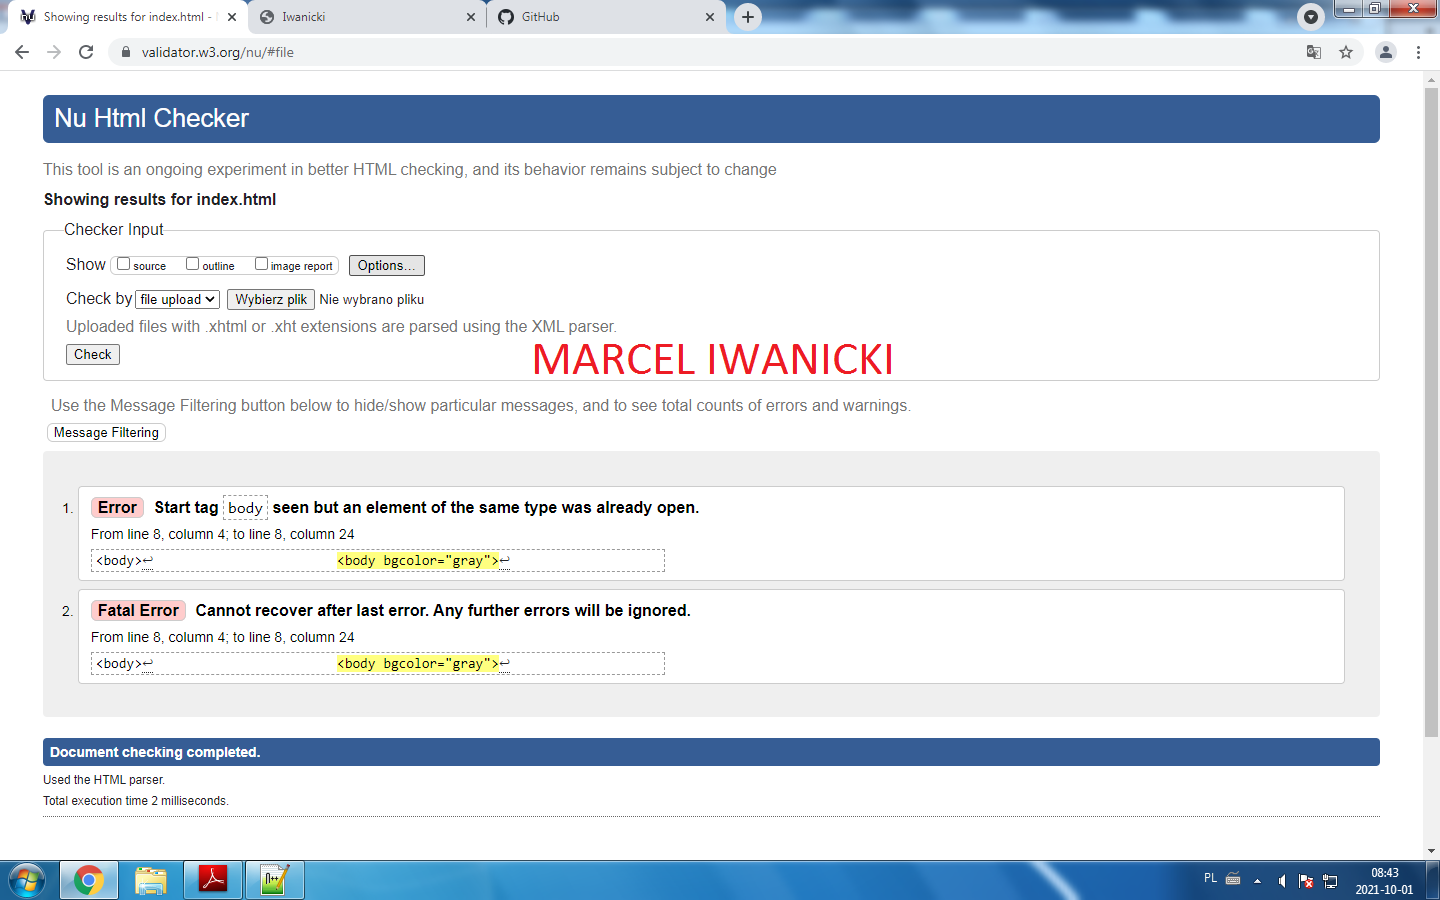 Showing results for index.html -
Iwanicki
GitHub
validator.w3.org/nu/#file
Nu Html Checker
This tool is an ongoing experiment in better HTML checking, and its behavior remains subject to change
Showing results for index.html
Checker Input
Show source outline image report Options...
Check by file upload Wybierz plik Nie wybrano pliku
Uploaded files with .xhtml or .xht extensions are parsed using the XML parser.
Check
MARCEL IWANICKI
Use the Message Filtering button below to hide/show particular messages, and to see total counts of errors and warnings.
Message Filtering
1. Error Start tag body seen but an element of the same type was already open.
From line 8, column 4; to line 8, column 24
<body>↩ <body bgcolor="gray">↩
2. Fatal Error Cannot recover after last error. Any further errors will be ignored.
From line 8, column 4; to line 8, column 24
<body>↩ <body bgcolor="gray">↩
Document checking completed.
Used the HTML parser.
Total execution time 2 milliseconds.
PL
08:43
2021-10-01